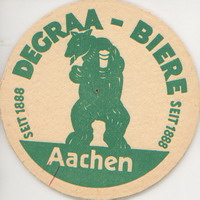 DEGRAA - BIERE
SEIT 1888
SEIT 1888
Aachen